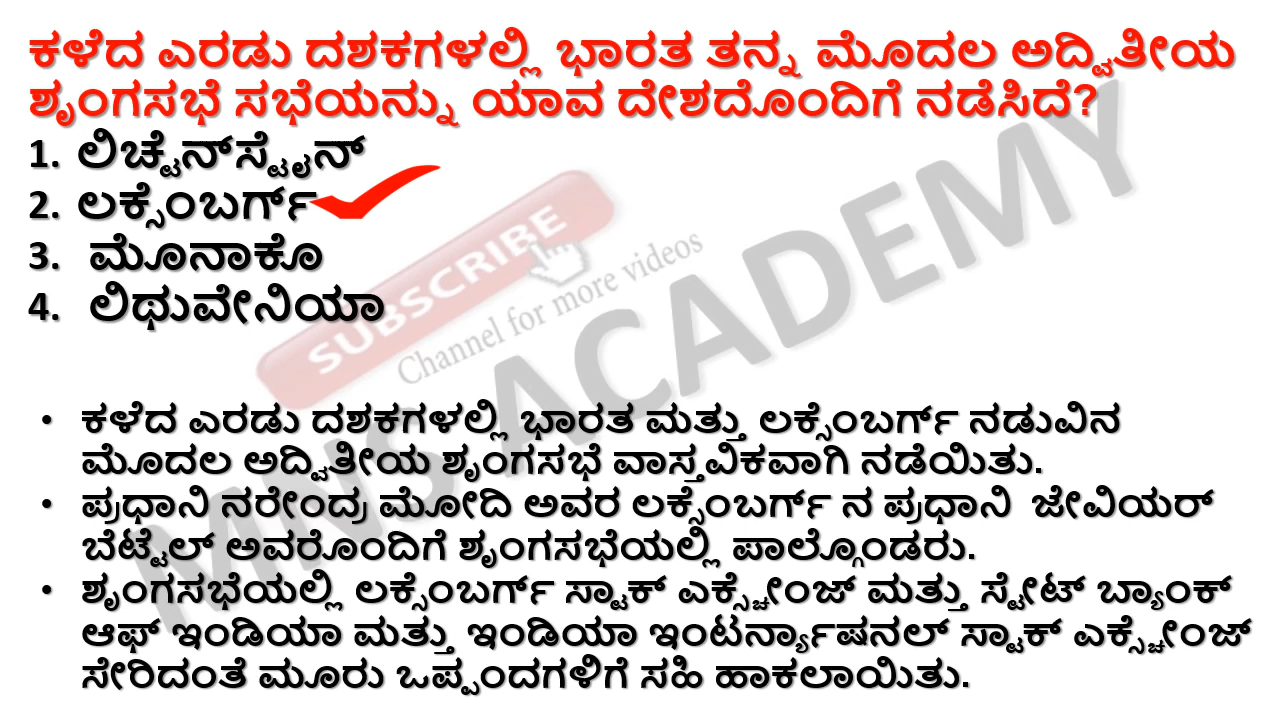 ಕಳೆದ ಎರಡು ದಶಕಗಳಲ್ಲಿ ಭಾರತ ತನ್ನ ಮೊದಲ ಅದ್ವಿತೀಯ
ಶೃಂಗಸಭೆ ಸಭೆಯನ್ನು ಯಾವ ದೇಶದೊಂದಿಗೆ ನಡೆಸಿದೆ?
1. ಲಿಚ್ಟೆನ್‌ಸ್ಟೈನ್
2. ಲಕ್ಸೆಂಬರ್ಗ್
3. ಮೊನಾಕೊ
4. ಲಿಥುವೇನಿಯಾ
SUBSCRIBE
Channel for more videos
MNS ACADEMY
• ಕಳೆದ ಎರಡು ದಶಕಗಳಲ್ಲಿ ಭಾರತ ಮತ್ತು ಲಕ್ಸೆಂಬರ್ಗ್ ನಡುವಿನ
ಮೊದಲ ಅದ್ವಿತೀಯ ಶೃಂಗಸಭೆ ವಾಸ್ತವಿಕವಾಗಿ ನಡೆಯಿತು.
• ಪ್ರಧಾನಿ ನರೇಂದ್ರ ಮೋದಿ ಅವರ ಲಕ್ಸೆಂಬರ್ಗ್ ನ ಪ್ರಧಾನಿ ಜೇವಿಯರ್
ಬೆಟ್ಟೆಲ್ ಅವರೊಂದಿಗೆ ಶೃಂಗಸಭೆಯಲ್ಲಿ ಪಾಲ್ಗೊಂಡರು.
• ಶೃಂಗಸಭೆಯಲ್ಲಿ ಲಕ್ಸೆಂಬರ್ಗ್ ಸ್ಟಾಕ್ ಎಕ್ಸ್ಚೇಂಜ್ ಮತ್ತು ಸ್ಟೇಟ್ ಬ್ಯಾಂಕ್
ಆಫ್ ಇಂಡಿಯಾ ಮತ್ತು ಇಂಡಿಯಾ ಇಂಟರ್ನ್ಯಾಷನಲ್ ಸ್ಟಾಕ್ ಎಕ್ಸ್ಚೇಂಜ್
ಸೇರಿದಂತೆ ಮೂರು ಒಪ್ಪಂದಗಳಿಗೆ ಸಹಿ ಹಾಕಲಾಯಿತು.